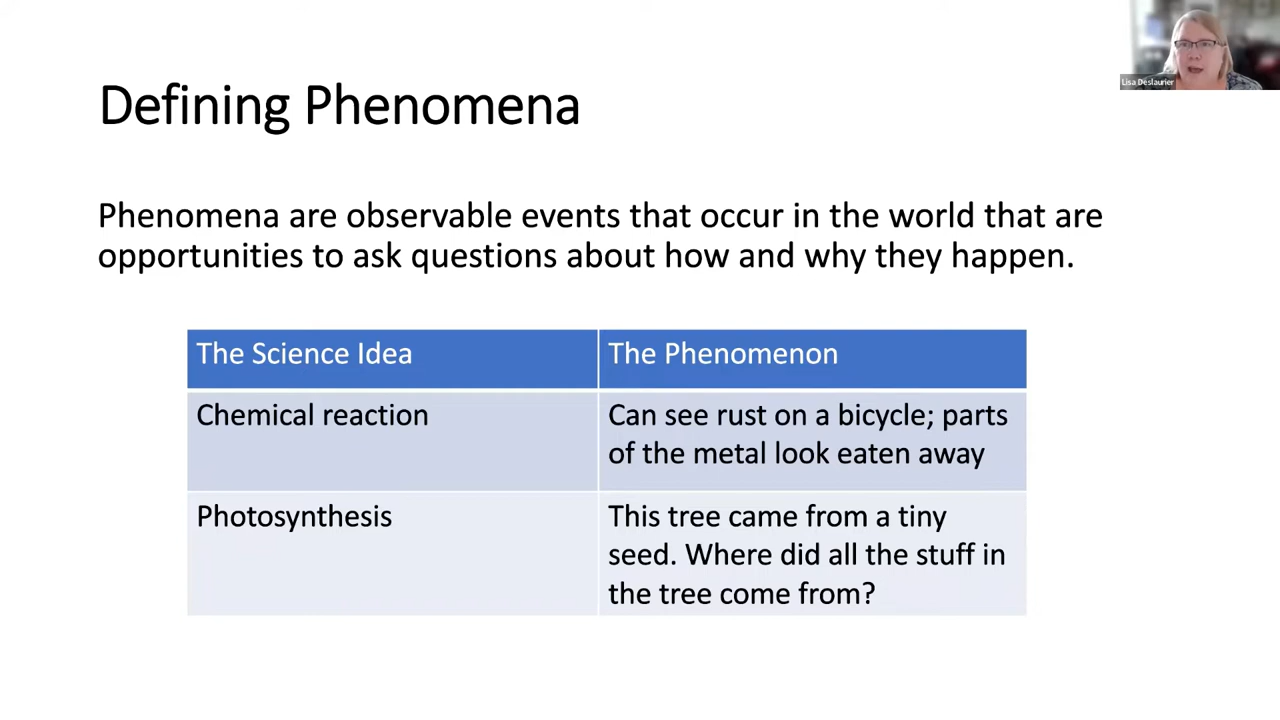 Lisa Deslaurier
Defining Phenomena
Phenomena are observable events that occur in the world that are
opportunities to ask questions about how and why they happen.
The Science Idea
The Phenomenon
Chemical reaction
Can see rust on a bicycle; parts
of the metal look eaten away
Photosynthesis
This tree came from a tiny
seed. Where did all the stuff in
the tree come from?